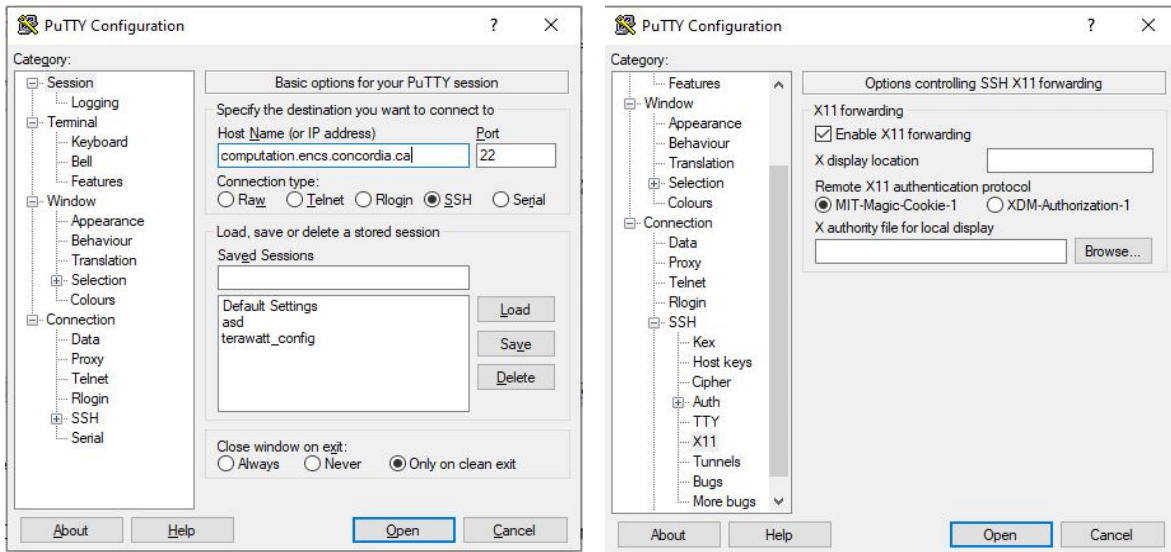 PuTTY Configuration
?
Category:
Session
Logging
Terminal
Keyboard
Bell
Features
Window
Appearance
Behaviour
Translation
Selection
Colours
Connection
Data
Proxy
Telnet
Rlogin
SSH
Serial
Basic options for your PuTTY session
Specify the destination you want to connect to
Host Name (or IP address) Port
computation.encs.concordia.ca 22
Connection type:
Raw Telnet Rlogin SSH Serial
Load, save or delete a stored session
Saved Sessions
Default Settings
asd
terawatt_config
Load
Save
Delete
Close window on exit:
Always Never Only on clean exit
About Help Open Cancel
PuTTY Configuration
?
Category:
Features
Window
Appearance
Behaviour
Translation
Selection
Colours
Connection
Data
Proxy
Telnet
Rlogin
SSH
Kex
Host keys
Cipher
Auth
TTY
X11
Tunnels
Bugs
More bugs
Options controlling SSH X11 forwarding
X11 forwarding
Enable X11 forwarding
X display location
Remote X11 authentication protocol
MIT-Magic-Cookie-1 XDM-Authorization-1
X authority file for local display
Browse...
About Help Open Cancel